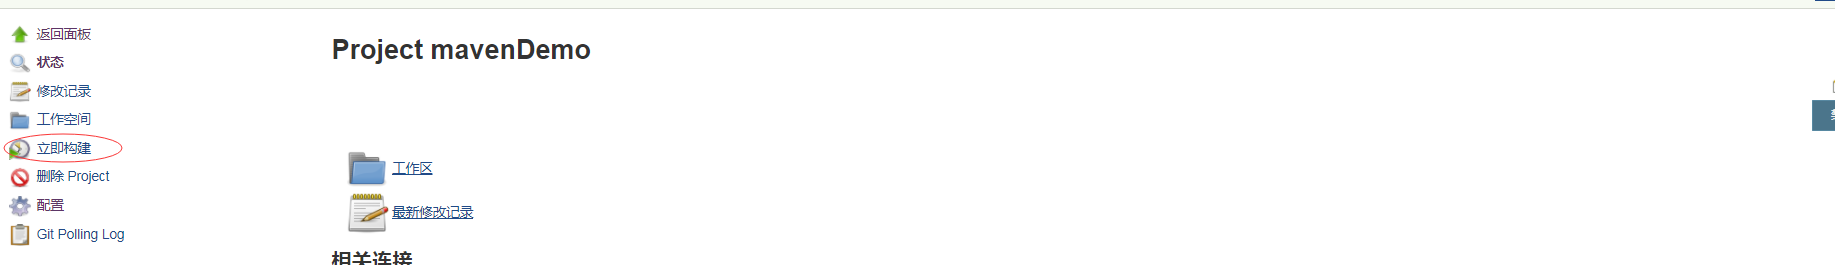 返回面板
状态
修改记录
工作空间
立即构建
删除 Project
配置
Git Polling Log
Project mavenDemo
工作区
最新修改记录
相关连接